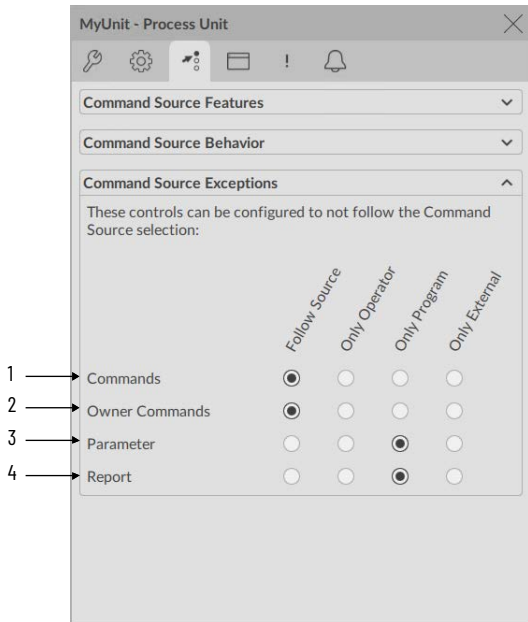 MyUnit - Process Unit
!
Command Source Features
Command Source Behavior
Command Source Exceptions
These controls can be configured to not follow the Command
Source selection:
Follow Source
Only Operator
Only Program
Only External
1 Commands
2 Owner Commands
3 Parameter
4 Report